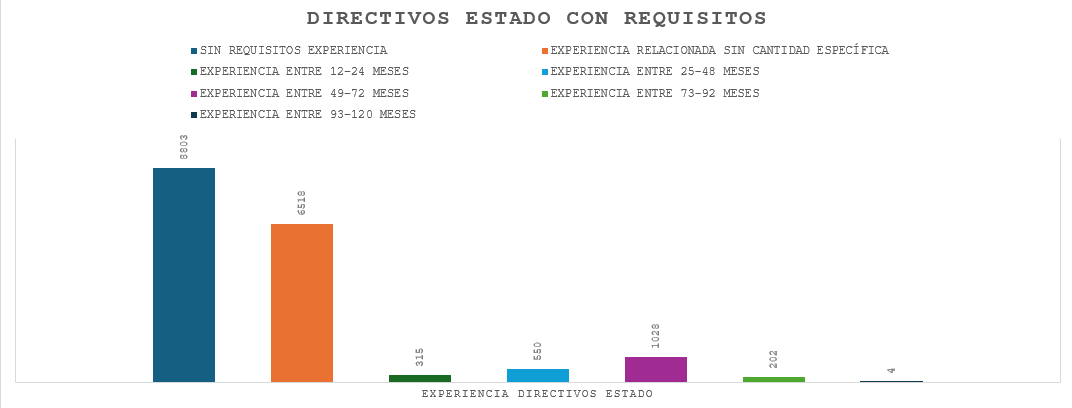 DIRECTIVOS ESTADO CON REQUISITOS
SIN REQUISITOS EXPERIENCIA
EXPERIENCIA RELACIONADA SIN CANTIDAD ESPECÍFICA
EXPERIENCIA ENTRE 12-24 MESES
EXPERIENCIA ENTRE 25-48 MESES
EXPERIENCIA ENTRE 49-72 MESES
EXPERIENCIA ENTRE 73-92 MESES
EXPERIENCIA ENTRE 93-120 MESES
8803
6518
315
550
1028
202
4
EXPERIENCIA DIRECTIVOS ESTADO